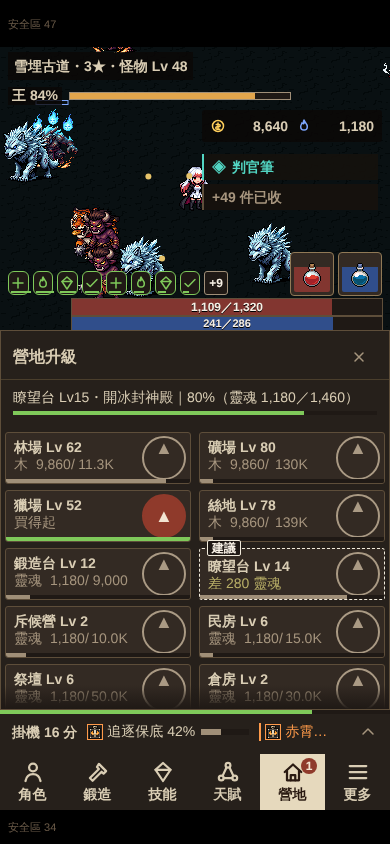 安全區 47
雪埋古道・3★・怪物 Lv 48
王 84%
8,640 1,180
判官筆
+49 件已收
+9
1,109／1,320
241／286
營地升級
瞭望台 Lv15・開冰封神殿｜80%（靈魂 1,180／1,460）
林場 Lv 62
木 9,860/ 11.3K
礦場 Lv 80
木 9,860/ 130K
獵場 Lv 52
買得起
絲地 Lv 78
木 9,860/ 139K
鍛造台 Lv 12
靈魂 1,180/ 9,000
建議
瞭望台 Lv 14
差 280 靈魂
斥候營 Lv 2
靈魂 1,180/ 10.0K
民房 Lv 6
靈魂 1,180/ 15.0K
祭壇 Lv 6
靈魂 1,180/ 50.0K
倉房 Lv 2
靈魂 1,180/ 30.0K
掛機 16 分 追逐保底 42% 赤霄…
角色 鍛造 技能 天賦 營地 1 更多
安全區 34